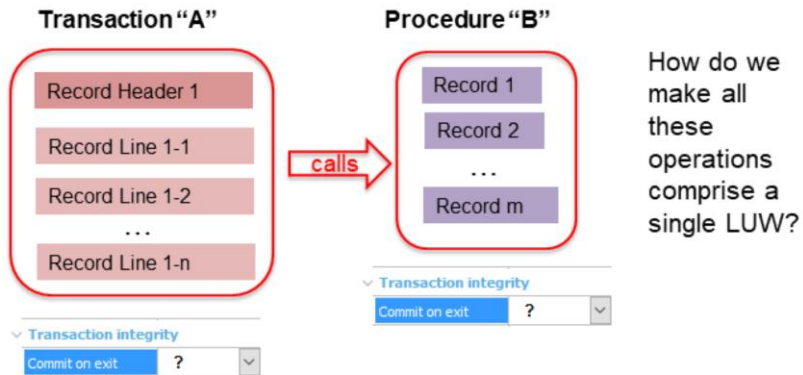 Transaction “A”
Record Header 1
Record Line 1-1
Record Line 1-2
...
Record Line 1-n
Transaction integrity
Commit on exit ?
calls
Procedure “B”
Record 1
Record 2
...
Record m
Transaction integrity
Commit on exit ?
How do we
make all
these
operations
comprise a
single LUW?